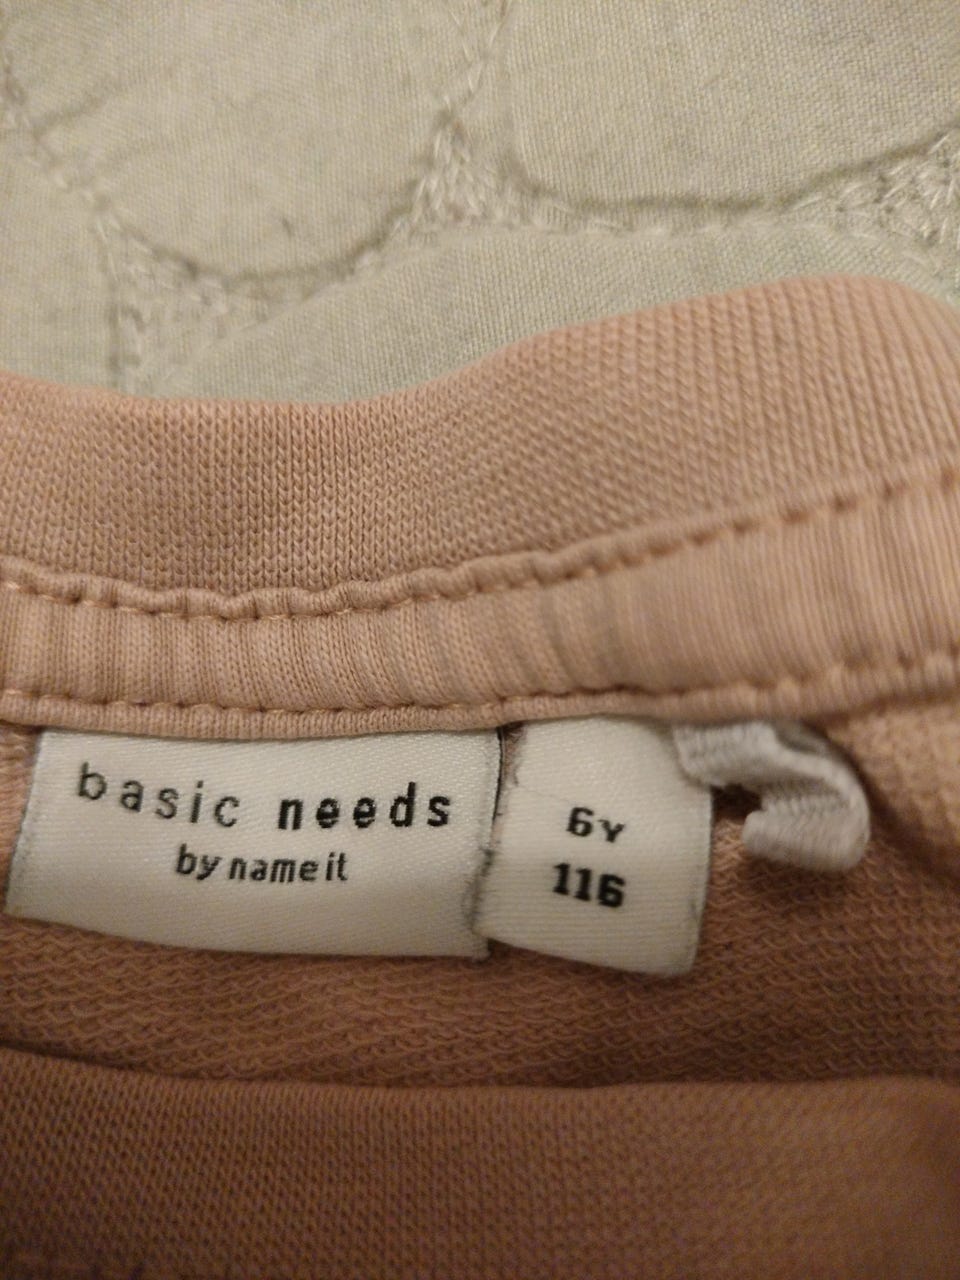 basic needs
by name it
6Y
116